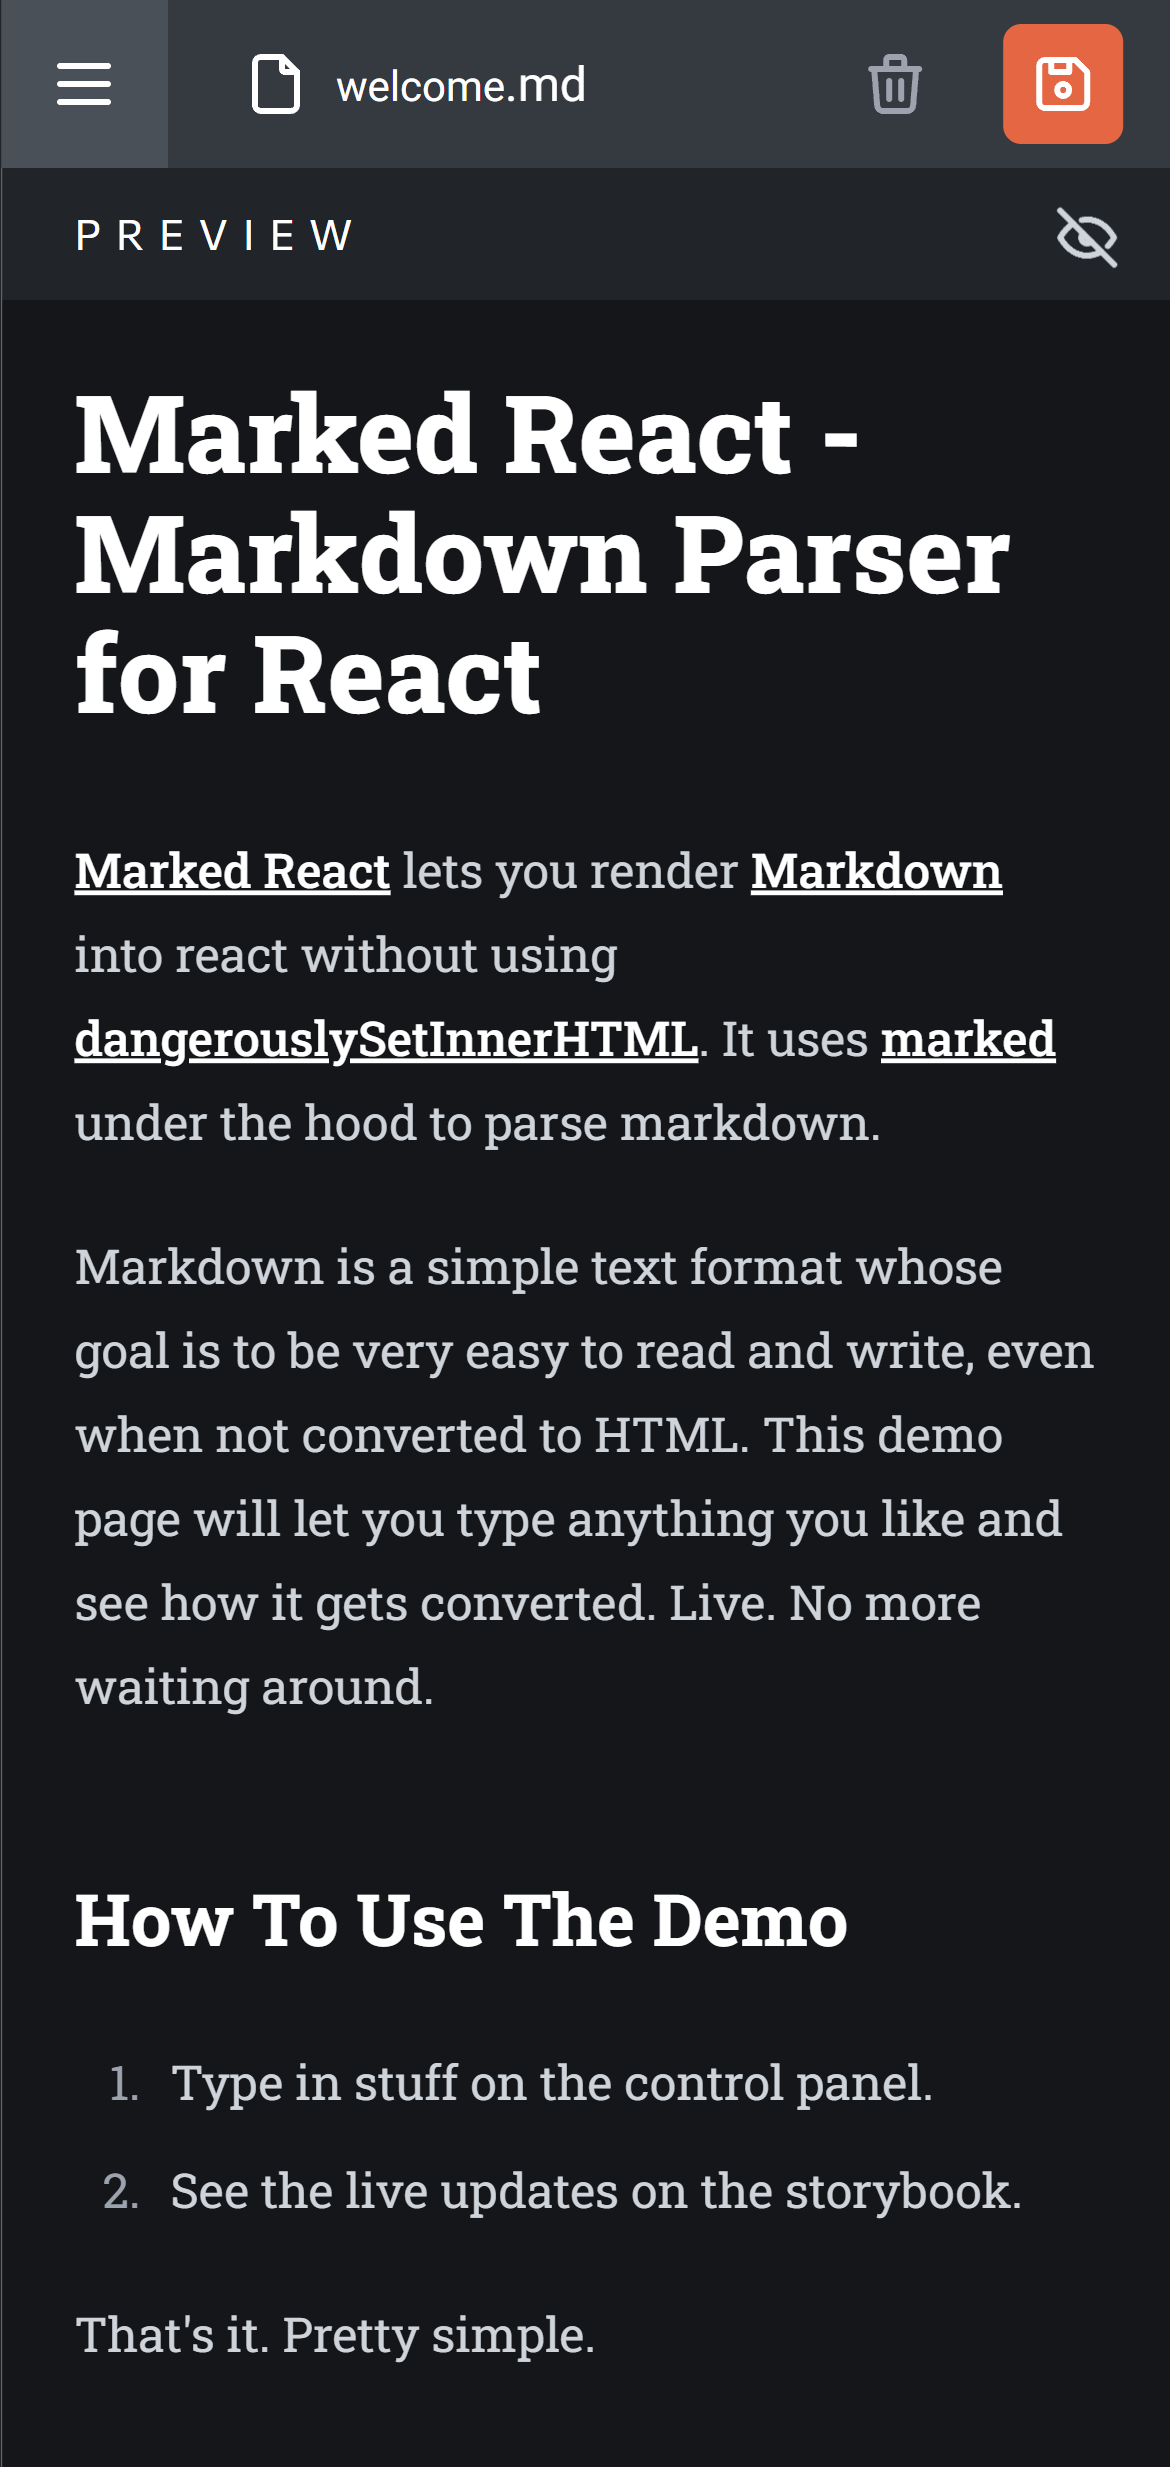 welcome.md
PREVIEW
Marked React -
Markdown Parser
for React
Marked React lets you render Markdown
into react without using
dangerouslySetInnerHTML. It uses marked
under the hood to parse markdown.
Markdown is a simple text format whose
goal is to be very easy to read and write, even
when not converted to HTML. This demo
page will let you type anything you like and
see how it gets converted. Live. No more
waiting around.
How To Use The Demo
1. Type in stuff on the control panel.
2. See the live updates on the storybook.
That's it. Pretty simple.